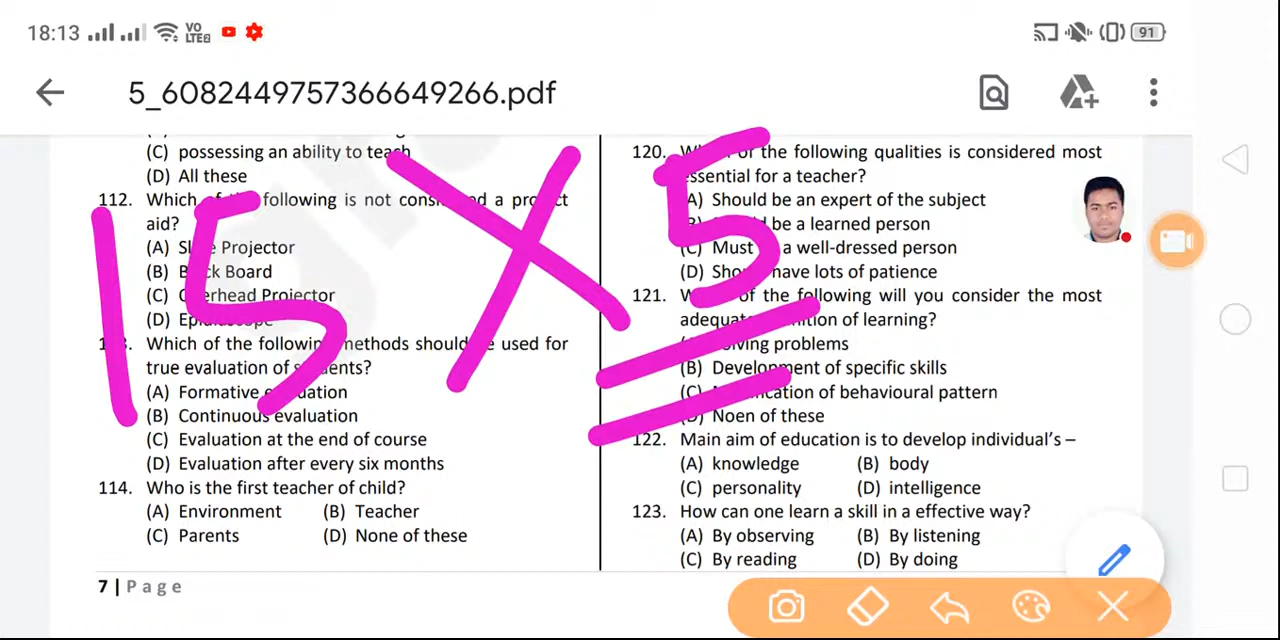 18:13 VO LTE2 91
5_6082449757366649266.pdf
(C) possessing an ability to teach
(D) All these
112. Which of the following is not considered a project
aid?
(A) Slide Projector
(B) Black Board
(C) Overhead Projector
(D) Epidiascope
113. Which of the following methods should be used for
true evaluation of students?
(A) Formative evaluation
(B) Continuous evaluation
(C) Evaluation at the end of course
(D) Evaluation after every six months
114. Who is the first teacher of child?
(A) Environment (B) Teacher
(C) Parents (D) None of these
7 | Page
120. Which of the following qualities is considered most
essential for a teacher?
(A) Should be an expert of the subject
(B) Should be a learned person
(C) Must be a well-dressed person
(D) Should have lots of patience
121. Which of the following will you consider the most
adequate definition of learning?
(A) Solving problems
(B) Development of specific skills
(C) Modification of behavioural pattern
(D) Noen of these
122. Main aim of education is to develop individual's –
(A) knowledge (B) body
(C) personality (D) intelligence
123. How can one learn a skill in a effective way?
(A) By observing (B) By listening
(C) By reading (D) By doing
15 X 5